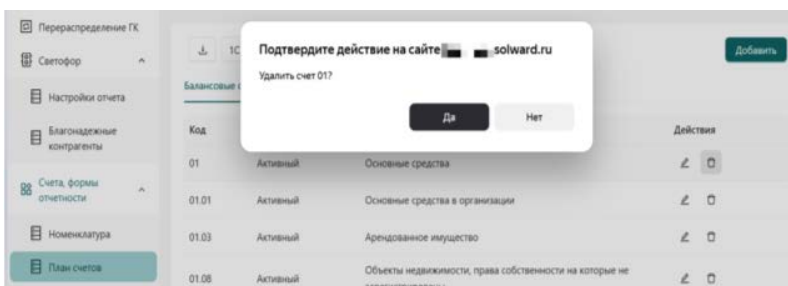 Перераспределение ГК
Светофор
Настройки отчета
Благонадежные
контрагенты
Счета, формы
отчетности
Номенклатура
План счетов
1С
Добавить
Балансовые
Подтвердите действие на сайте solward.ru
Удалить счет 01?
Да
Нет
Код
Действия
01 Активный Основные средства
01.01 Активный Основные средства в организации
01.03 Активный Арендованное имущество
01.08 Активный Объекты недвижимости, права собственности на которые не